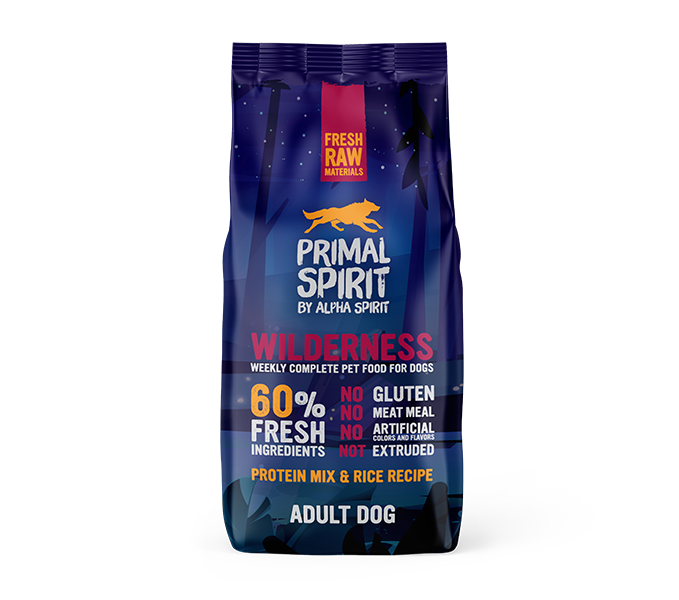 FRESH
RAW
MATERIALS
PRIMAL
SPIRIT
BY ALPHA SPIRIT
WILDERNESS
WEEKLY COMPLETE PET FOOD FOR DOGS
60%
FRESH
INGREDIENTS
NO GLUTEN
NO MEAT MEAL
NO ARTIFICIAL
COLORS AND FLAVORS
NOT EXTRUDED
PROTEIN MIX & RICE RECIPE
ADULT DOG